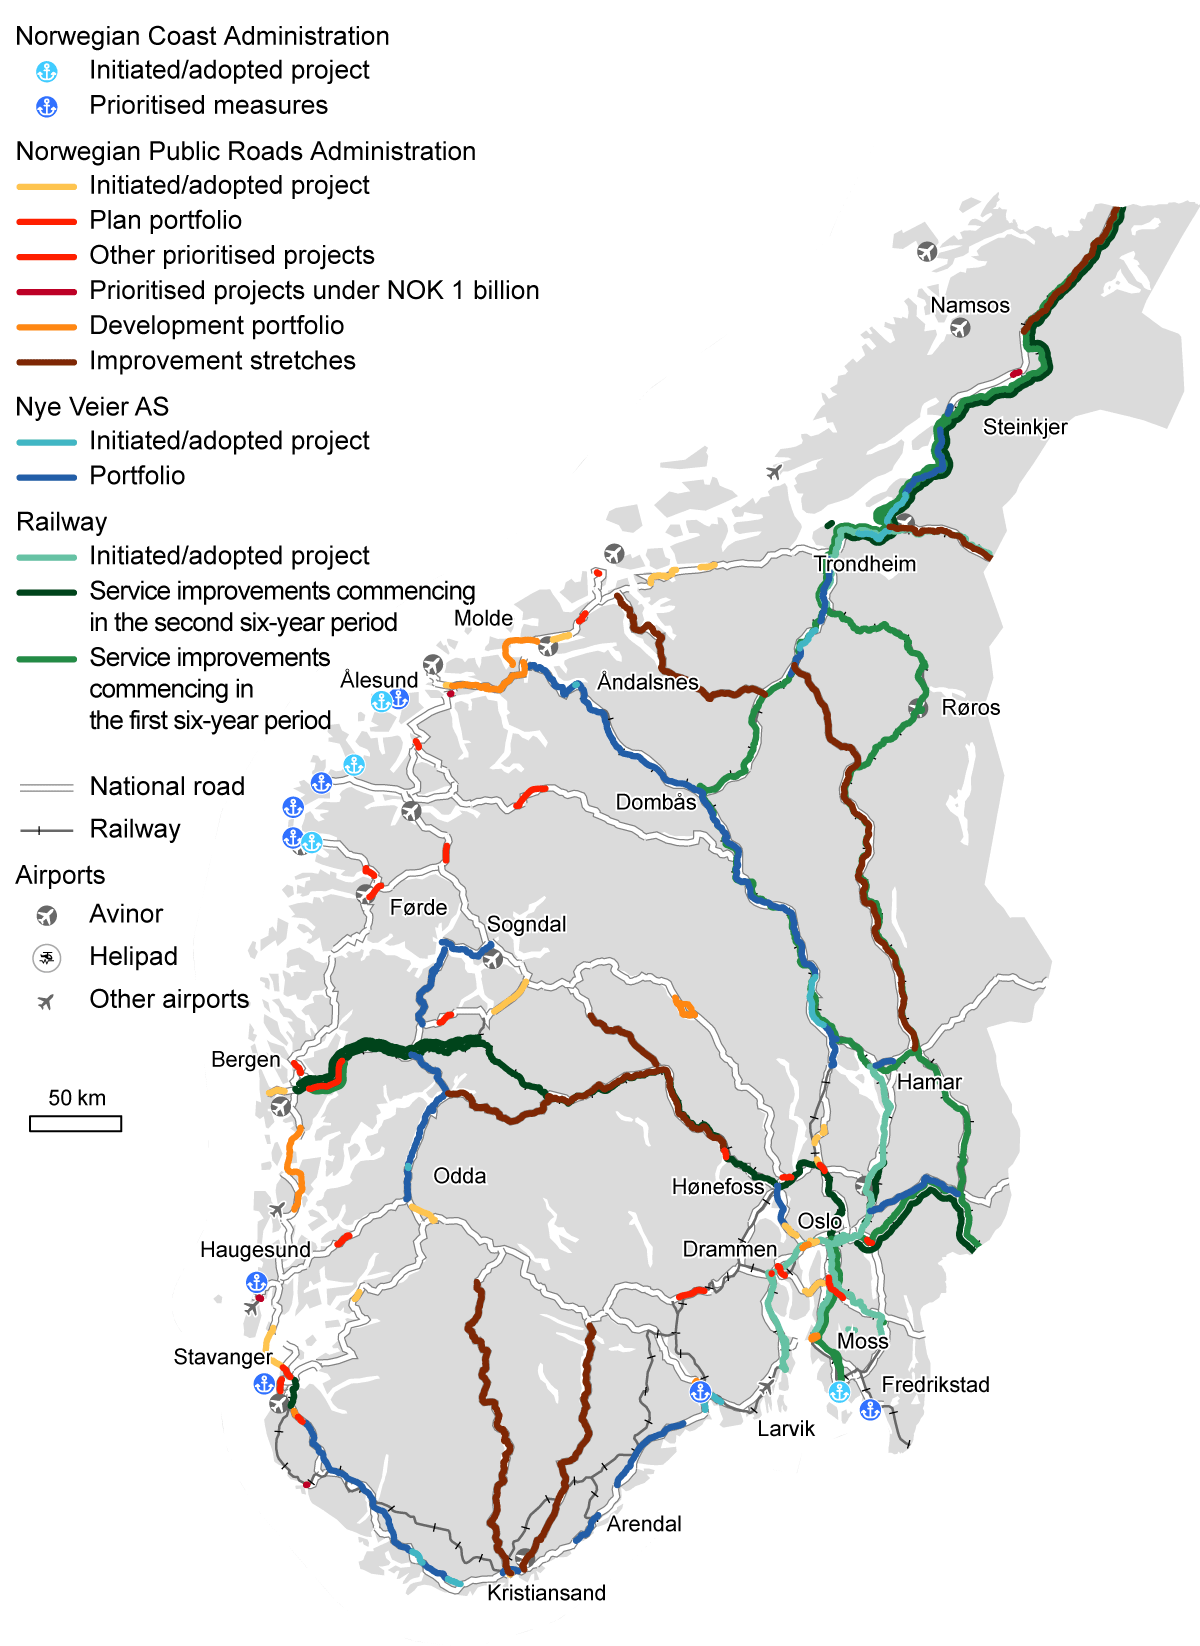 Norwegian Coast Administration
Initiated/adopted project
Prioritised measures
Norwegian Public Roads Administration
Initiated/adopted project
Plan portfolio
Other prioritised projects
Prioritised projects under NOK 1 billion
Development portfolio
Improvement stretches
Nye Veier AS
Initiated/adopted project
Portfolio
Railway
Initiated/adopted project
Service improvements commencing
in the second six-year period
Service improvements
commencing in
the first six-year period
National road
Railway
Airports
Avinor
Helipad
Other airports
50 km
Namsos
Steinkjer
Trondheim
Molde
Åndalsnes
Ålesund
Røros
Dombås
Førde
Sogndal
Bergen
Hamar
Odda
Hønefoss
Oslo
Haugesund
Drammen
Moss
Stavanger
Fredrikstad
Larvik
Arendal
Kristiansand